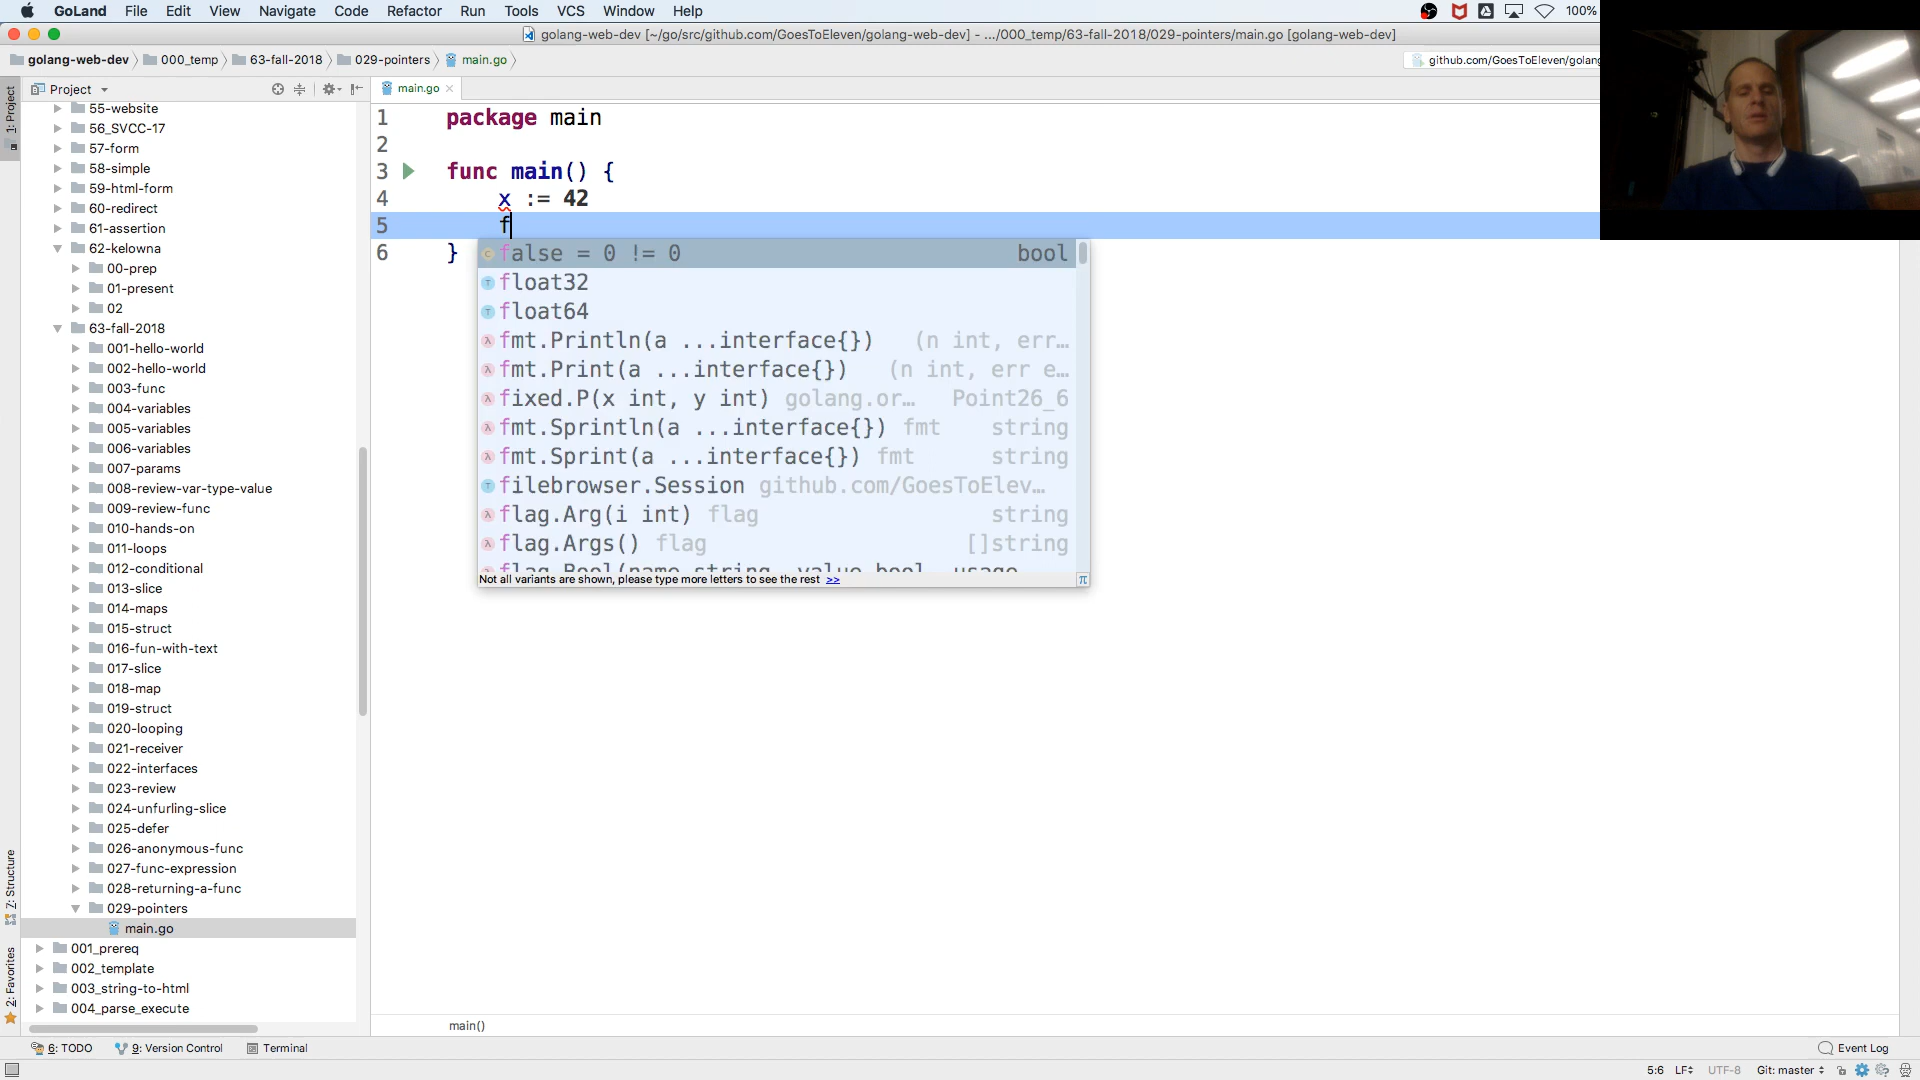 GoLand File Edit View Navigate Code Refactor Run Tools VCS Window Help 100%
golang-web-dev [~/go/src/github.com/GoesToEleven/golang-web-dev] - .../000_temp/63-fall-2018/029-pointers/main.go [golang-web-dev]
golang-web-dev 000_temp 63-fall-2018 029-pointers main.go github.com/GoesToEleven/golang
Project main.go
1: Project
7: Structure
2: Favorites
55-website
56_SVCC-17
57-form
58-simple
59-html-form
60-redirect
61-assertion
62-kelowna
00-prep
01-present
02
63-fall-2018
001-hello-world
002-hello-world
003-func
004-variables
005-variables
006-variables
007-params
008-review-var-type-value
009-review-func
010-hands-on
011-loops
012-conditional
013-slice
014-maps
015-struct
016-fun-with-text
017-slice
018-map
019-struct
020-looping
021-receiver
022-interfaces
023-review
024-unfurling-slice
025-defer
026-anonymous-func
027-func-expression
028-returning-a-func
029-pointers
main.go
001_prereq
002_template
003_string-to-html
004_parse_execute
1 package main
2
3 func main() {
4 x := 42
5 f
6 }
false = 0 != 0 bool
float32
float64
fmt.Println(a ...interface{}) (n int, err…
fmt.Print(a ...interface{}) (n int, err e…
fixed.P(x int, y int) golang.or… Point26_6
fmt.Sprintln(a ...interface{}) fmt string
fmt.Sprint(a ...interface{}) fmt string
filebrowser.Session github.com/GoesToElev…
flag.Arg(i int) flag string
flag.Args() flag []string
flag.Bool(name string, value bool, usage
Not all variants are shown, please type more letters to see the rest >> π
main()
6: TODO 9: Version Control Terminal Event Log
5:6 LF UTF-8 Git: master